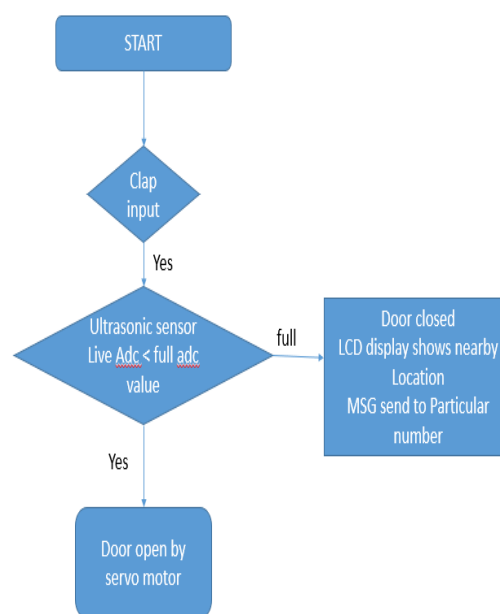 START
Clap
input
Yes
Ultrasonic sensor
Live Adc < full adc
value
full
Door closed
LCD display shows nearby
Location
MSG send to Particular
number
Yes
Door open by
servo motor